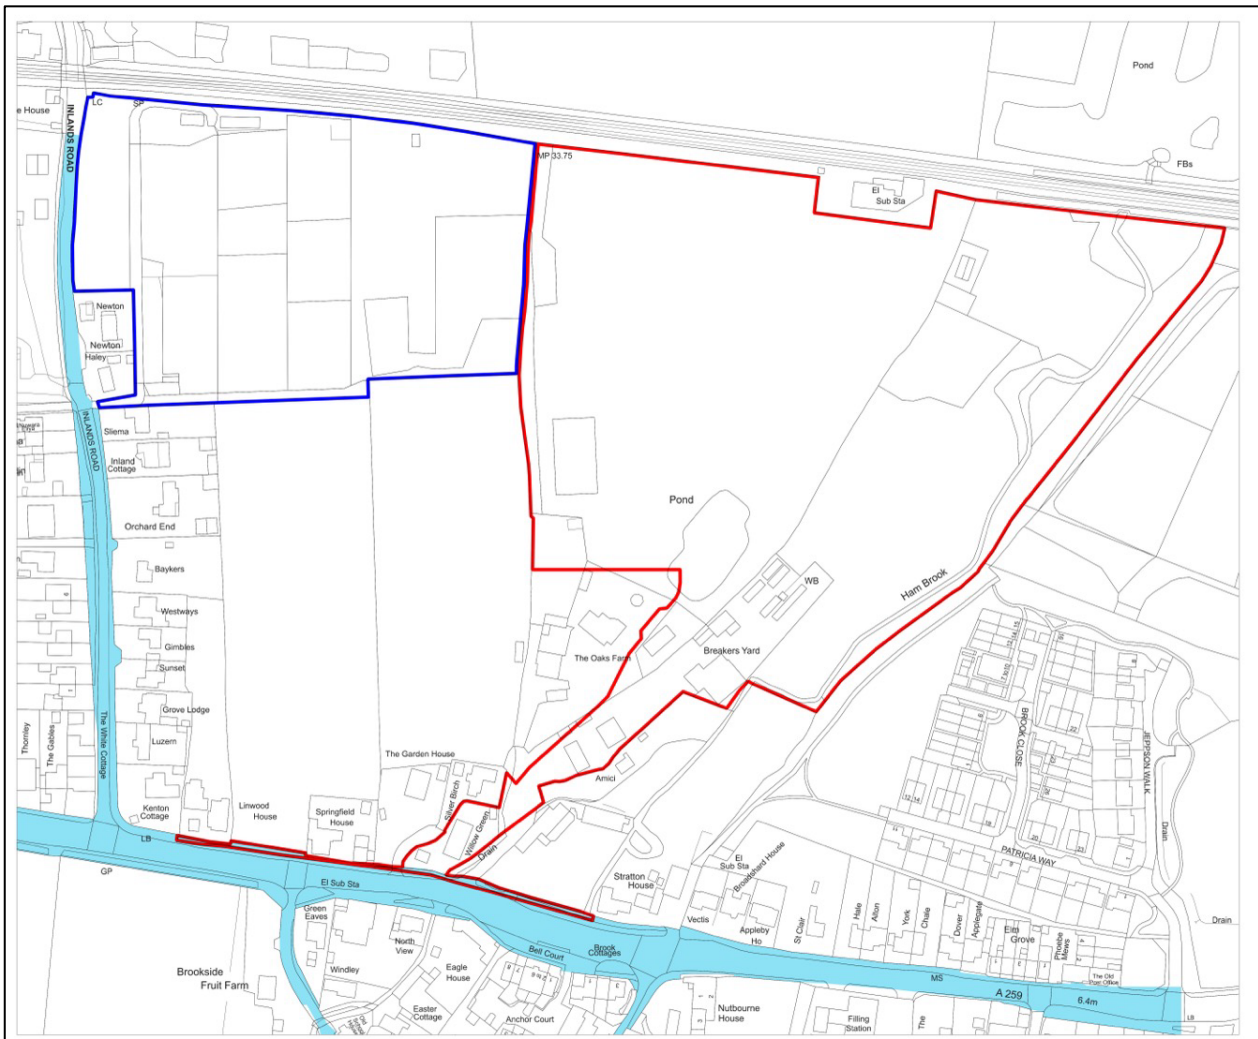 Pond
FBs
LC
SP
e House
INLANDS ROAD
MP 33.75
El
Sub Sta
Newton
Newton
Haley
INLANDS ROAD
Sliema
Inland
Cottage
Orchard End
Baykers
Westways
Gimbles
Sunset
Grove Lodge
Luzern
Thornley
The Gables
The White Cottage
Kenton
Cottage
LB
GP
Linwood
House
Springfield
House
The Garden House
Silver Birch
Willow Green
Drain
Amici
The Oaks Farm
Breakers Yard
WB
Pond
Ham Brook
El Sub Sta
Green
Eaves
North
View
Windley
Eagle
House
Easter
Cottage
Anchor Court
Bell Court
Brook
Cottages
Brookside
Fruit Farm
Stratton
House
El
Sub Sta
Broadshard House
Vectis
Appleby
Ho
St Clair
Hale
Alton
York
Chale
Dover
Applegate
Elm
Grove
Phoebe
Mews
The Old
Post Office
BROOK CLOSE
JEPPSON WALK
PATRICIA WAY
Drain
Drain
MS
A 259
6.4m
LB
Nutbourne
House
Filling
Station
The